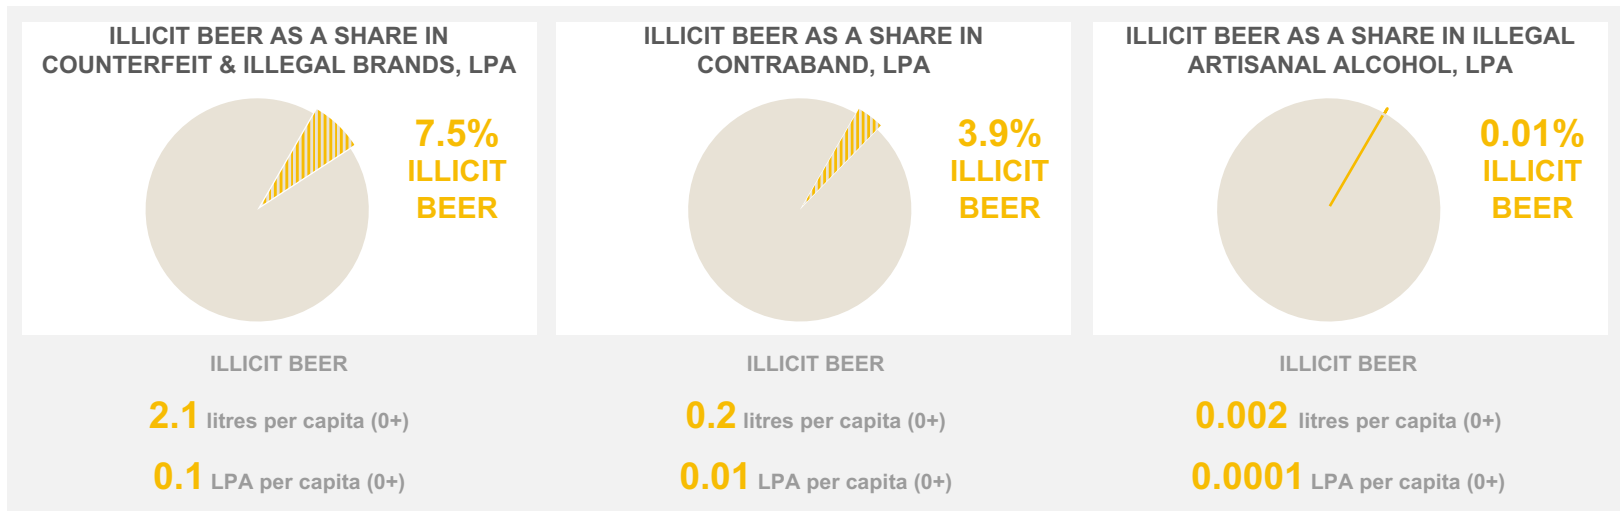 ILLICIT BEER AS A SHARE IN
COUNTERFEIT & ILLEGAL BRANDS, LPA
7.5%
ILLICIT
BEER
ILLICIT BEER
2.1 litres per capita (0+)
0.1 LPA per capita (0+)
ILLICIT BEER AS A SHARE IN
CONTRABAND, LPA
3.9%
ILLICIT
BEER
ILLICIT BEER
0.2 litres per capita (0+)
0.01 LPA per capita (0+)
ILLICIT BEER AS A SHARE IN ILLEGAL
ARTISANAL ALCOHOL, LPA
0.01%
ILLICIT
BEER
ILLICIT BEER
0.002 litres per capita (0+)
0.0001 LPA per capita (0+)